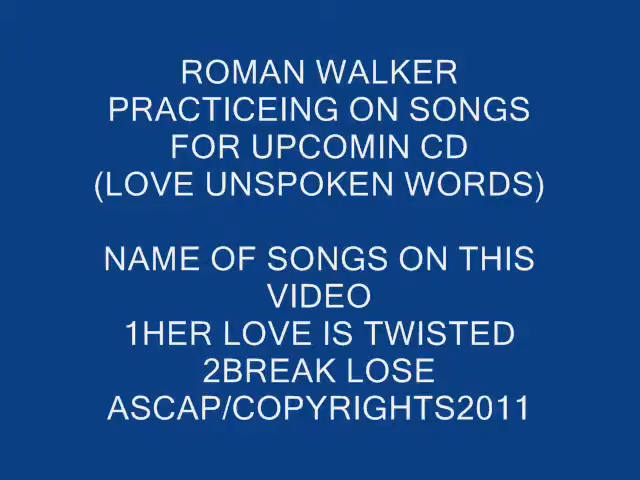 ROMAN WALKER
PRACTICEING ON SONGS
FOR UPCOMIN CD
(LOVE UNSPOKEN WORDS)
NAME OF SONGS ON THIS
VIDEO
1HER LOVE IS TWISTED
2BREAK LOSE
ASCAP/COPYRIGHTS2011